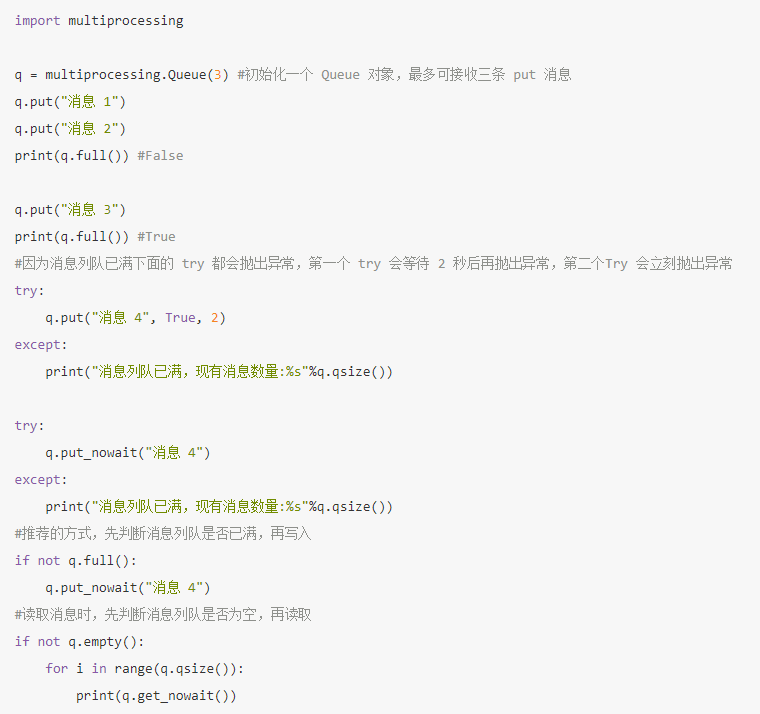 import multiprocessing
q = multiprocessing.Queue(3) #初始化一个 Queue 对象，最多可接收三条 put 消息
q.put("消息 1")
q.put("消息 2")
print(q.full()) #False
q.put("消息 3")
print(q.full()) #True
#因为消息列队已满下面的 try 都会抛出异常，第一个 try 会等待 2 秒后再抛出异常，第二个Try 会立刻抛出异常
try:
    q.put("消息 4", True, 2)
except:
    print("消息列队已满，现有消息数量:%s"%q.qsize())
try:
    q.put_nowait("消息 4")
except:
    print("消息列队已满，现有消息数量:%s"%q.qsize())
#推荐的方式，先判断消息列队是否已满，再写入
if not q.full():
    q.put_nowait("消息 4")
#读取消息时，先判断消息列队是否为空，再读取
if not q.empty():
    for i in range(q.qsize()):
        print(q.get_nowait())